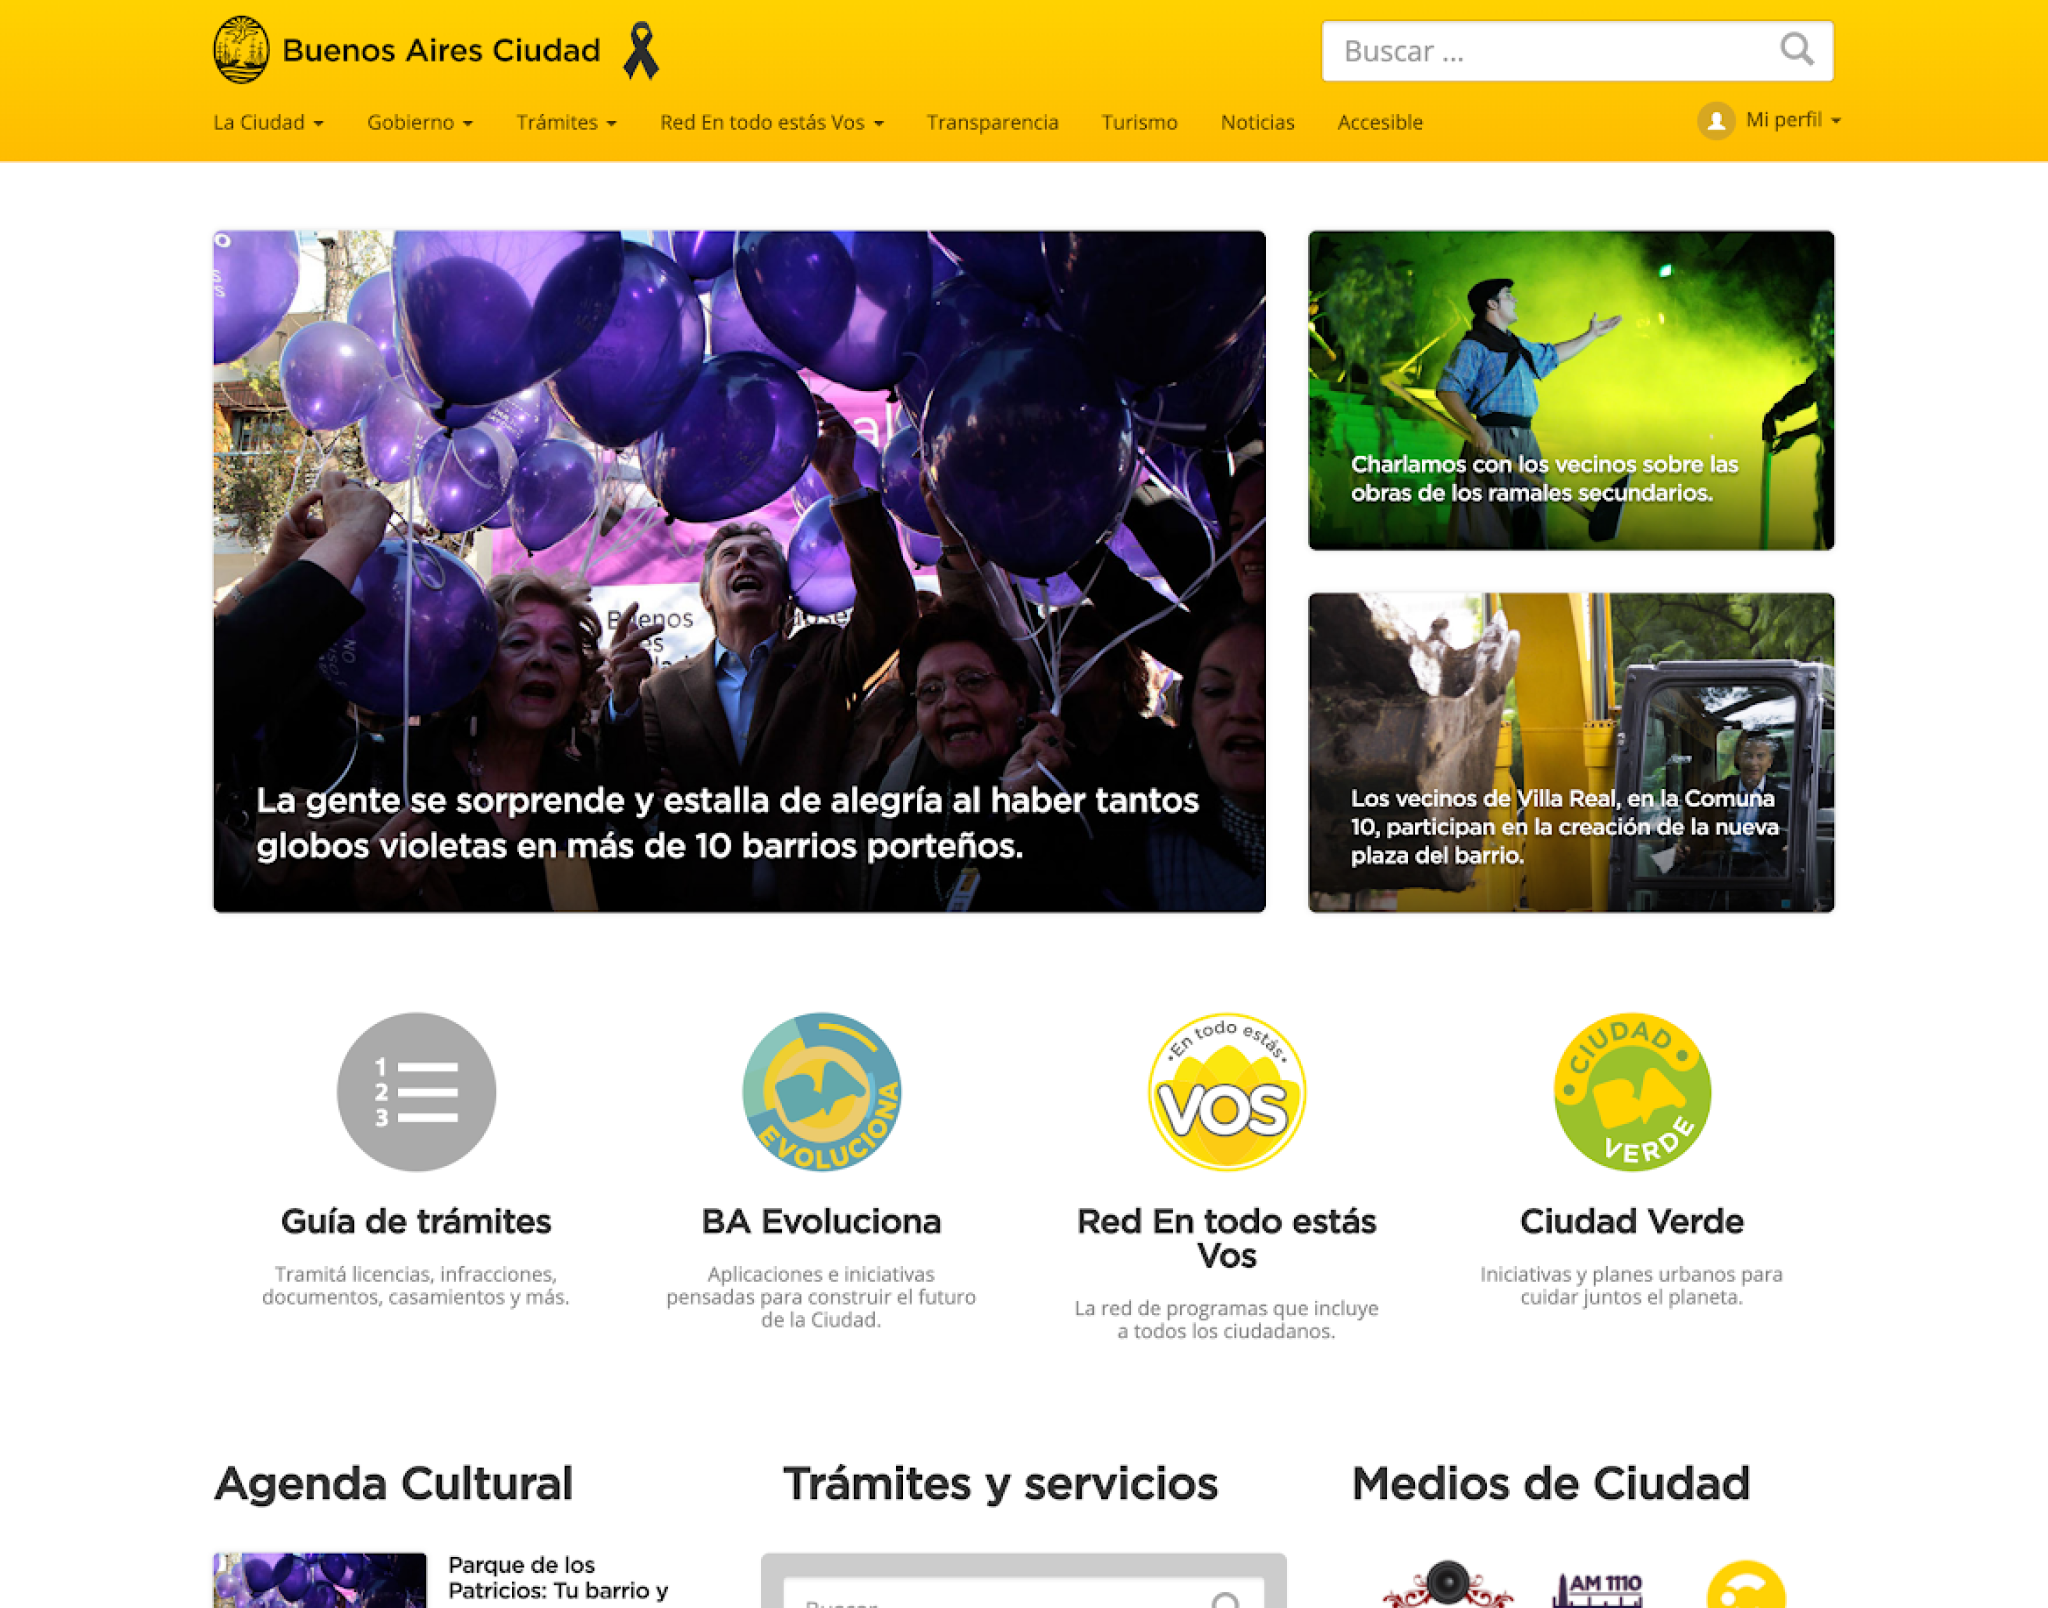 Buenos Aires Ciudad
Buscar ...
La Ciudad
Gobierno
Trámites
Red En todo estás Vos
Transparencia
Turismo
Noticias
Accesible
Mi perfil
Buenos
La gente se sorprende y estalla de alegría al haber tantos
globos violetas en más de 10 barrios porteños.
Charlamos con los vecinos sobre las
obras de los ramales secundarios.
Los vecinos de Villa Real, en la Comuna
10, participan en la creación de la nueva
plaza del barrio.
1
2
3
BA
EVOLUCIONA
En todo estás
VOS
CIUDAD
BA
VERDE
Guía de trámites
Tramitá licencias, infracciones,
documentos, casamientos y más.
BA Evoluciona
Aplicaciones e iniciativas
pensadas para construir el futuro
de la Ciudad.
Red En todo estás
Vos
La red de programas que incluye
a todos los ciudadanos.
Ciudad Verde
Iniciativas y planes urbanos para
cuidar juntos el planeta.
Agenda Cultural
Parque de los
Patricios: Tu barrio y
Trámites y servicios
Medios de Ciudad
AM 1110